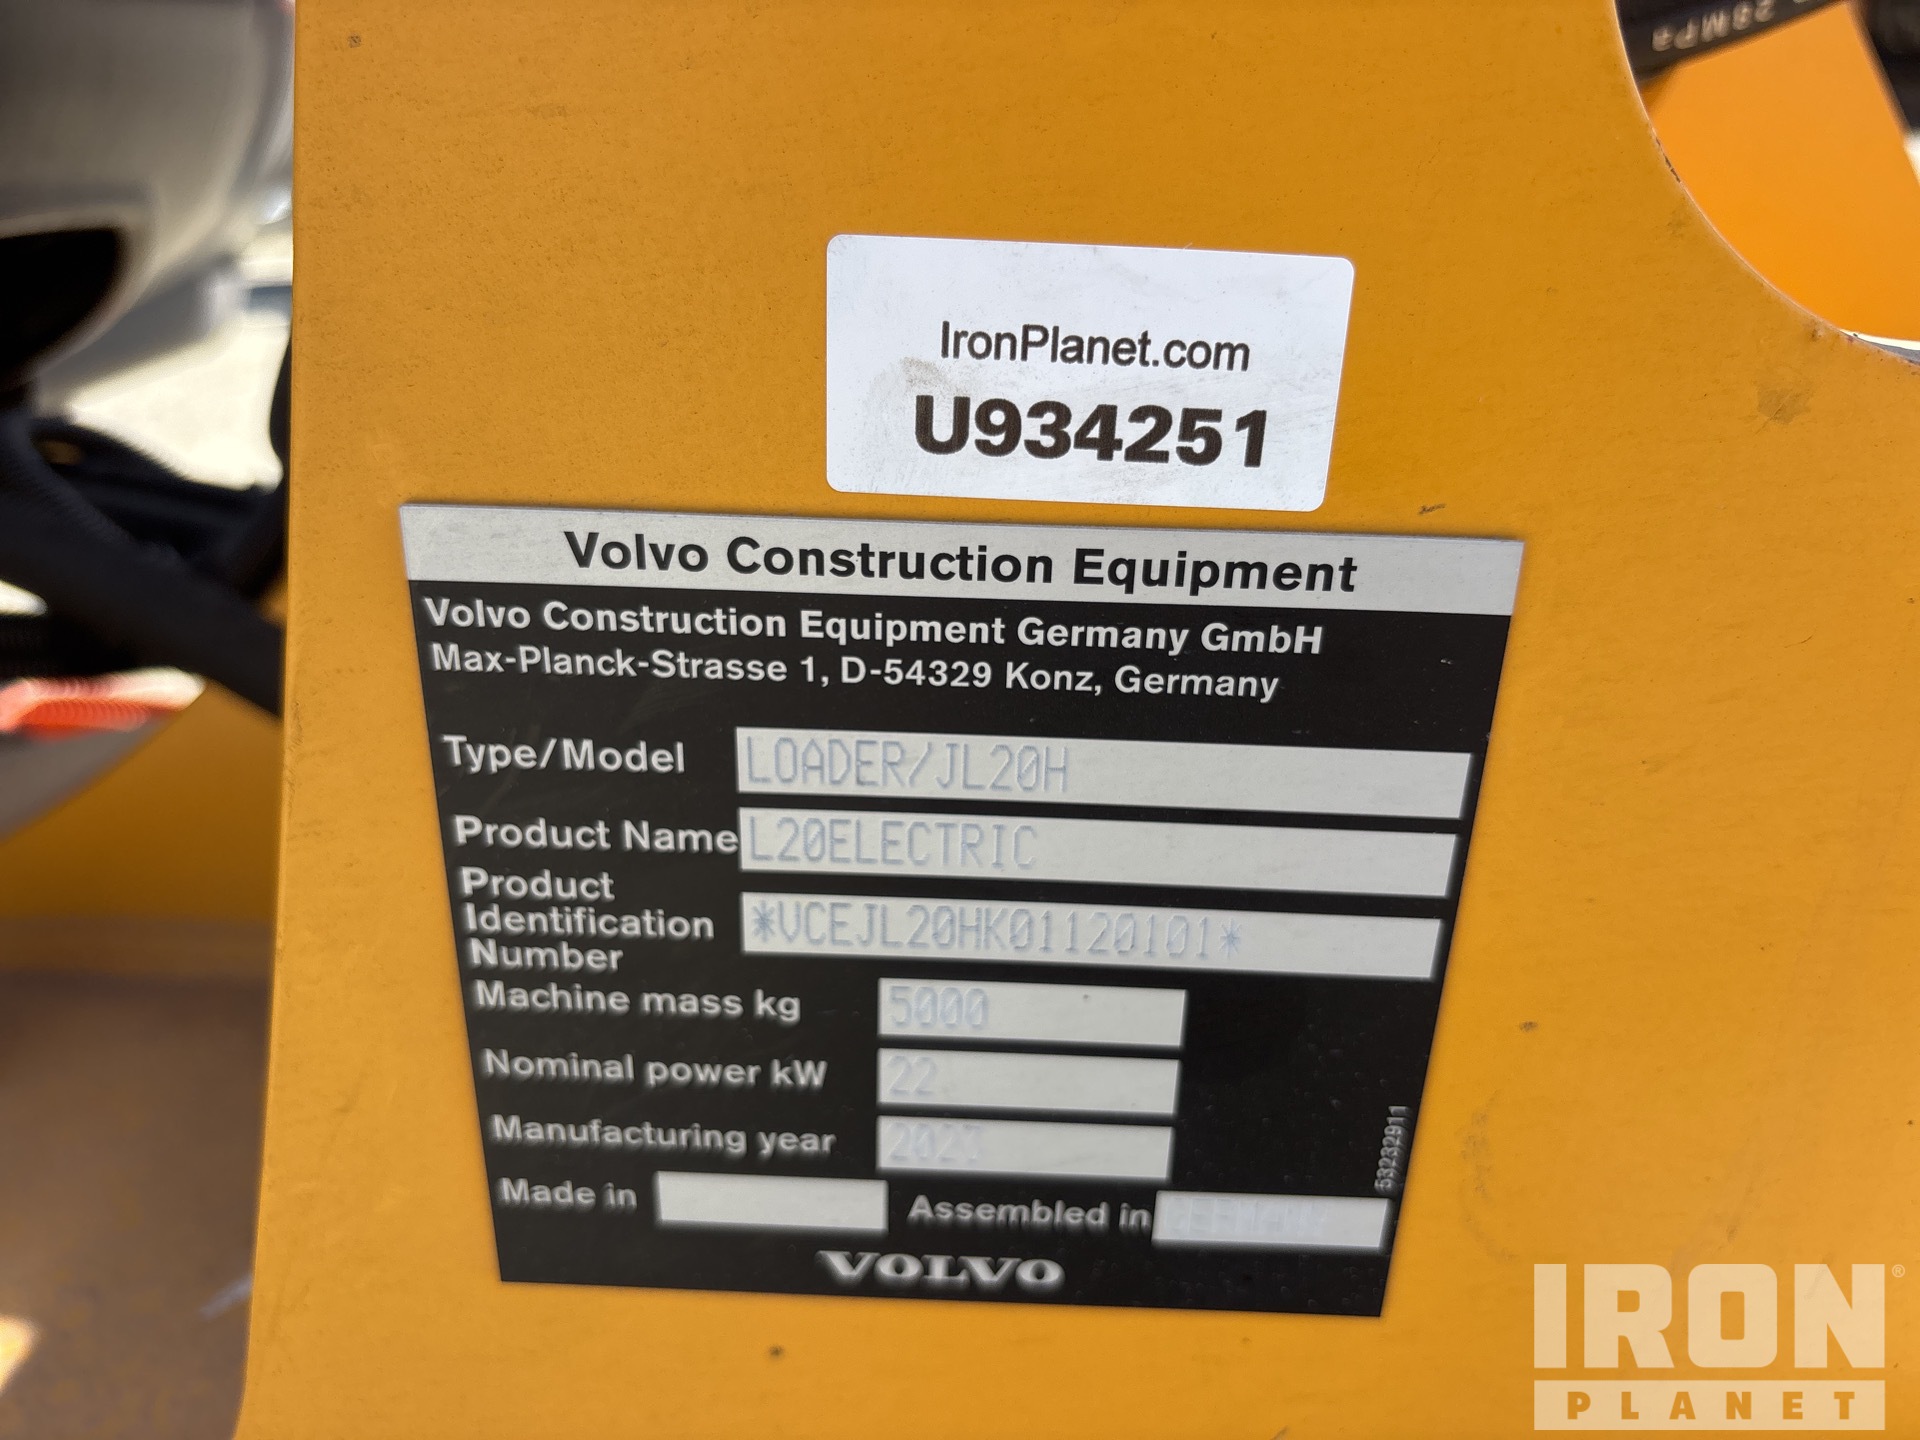 28MPa
IronPlanet.com
U934251
Volvo Construction Equipment
Volvo Construction Equipment Germany GmbH
Max-Planck-Strasse 1, D-54329 Konz, Germany
Type/Model LOADER/JL20H
Product Name L20ELECTRIC
Product Identification Number *VCEJL20HK01120101*
Machine mass kg 5000
Nominal power kW 22
Manufacturing year
Made in
Assembled in GERMANY
53232911
VOLVO
IRON®
PLANET